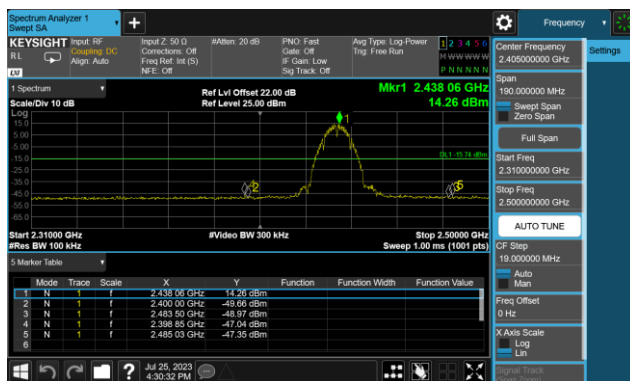 Spectrum Analyzer 1
Swept SA
Frequency
KEYSIGHT
RL
Input: RF
Coupling: DC
Align: Auto
Input Z: 50 Ω
Corrections: Off
Freq Ref: Int (S)
NFE: Off
#Atten: 20 dB
PNO: Fast
Gate: Off
IF Gain: Low
Sig Track: Off
Avg Type: Log-Power
Trig: Free Run
1 2 3 4 5 6
M W W W W W
P N N N N N
LXI
1 Spectrum
Scale/Div 10 dB
Ref Lvl Offset 22.00 dB
Ref Level 25.00 dBm
Mkr1 2.438 06 GHz
14.26 dBm
Log
15.0
5.00
-5.00
-15.0
-25.0
-35.0
-45.0
-55.0
-65.0
1
DL1 -15.74 dBm
2
5
Start 2.31000 GHz
#Res BW 100 kHz
#Video BW 300 kHz
Stop 2.50000 GHz
Sweep 1.00 ms (1001 pts)
5 Marker Table
Mode Trace Scale X Y Function Function Width Function Value
1 N 1 f 2.438 06 GHz 14.26 dBm
2 N 1 f 2.400 00 GHz -49.66 dBm
3 N 1 f 2.483 50 GHz -48.97 dBm
4 N 1 f 2.398 85 GHz -47.04 dBm
5 N 1 f 2.485 03 GHz -47.35 dBm
6
?
Jul 25, 2023
4:30:32 PM
Center Frequency
2.405000000 GHz
Settings
Span
190.000000 MHz
Swept Span
Zero Span
Full Span
Start Freq
2.310000000 GHz
Stop Freq
2.500000000 GHz
AUTO TUNE
CF Step
19.000000 MHz
Auto
Man
Freq Offset
0 Hz
X Axis Scale
Log
Lin
Signal Track